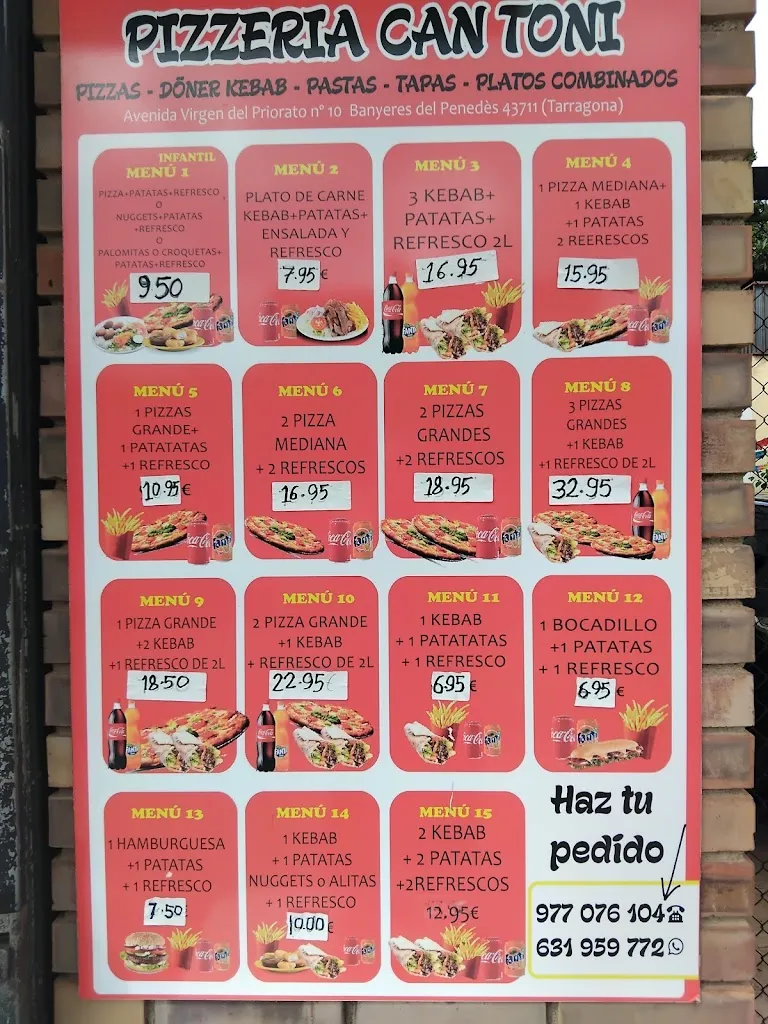 PIZZERIA CAN TONI
PIZZAS - DÖNER KEBAB - PASTAS - TAPAS - PLATOS COMBINADOS
Avenida Virgen del Priorato nº 10 Banyeres del Penedès 43711 (Tarragona)
INFANTIL
MENÚ 1
PIZZA+PATATAS+REFRESCO
O
NUGGETS+PATATAS
+REFRESCO
O
PALOMITAS O CROQUETAS+
PATATAS+REFRESCO
9.50
MENÚ 2
PLATO DE CARNE
KEBAB+PATATAS+
ENSALADA Y
REFRESCO
7.95€
MENÚ 3
3 KEBAB+
PATATAS+
REFRESCO 2L
16.95
MENÚ 4
1 PIZZA MEDIANA+
1 KEBAB
+1 PATATAS
2 REERESCOS
15.95
MENÚ 5
1 PIZZAS
GRANDE+
1 PATATATAS
+1 REFRESCO
10.95€
MENÚ 6
2 PIZZA
MEDIANA
+ 2 REFRESCOS
16.95
MENÚ 7
2 PIZZAS
GRANDES
+2 REFRESCOS
18.95
MENÚ 8
3 PIZZAS
GRANDES
+1 KEBAB
+1 REFRESCO DE 2L
32.95
MENÚ 9
1 PIZZA GRANDE
+2 KEBAB
+1 REFRESCO DE 2L
18.50
MENÚ 10
2 PIZZA GRANDE
+1 KEBAB
+ REFRESCO DE 2L
22.95€
MENÚ 11
1 KEBAB
+ 1 PATATATAS
+ 1 REFRESCO
6.95€
MENÚ 12
1 BOCADILLO
+1 PATATAS
+ 1 REFRESCO
6.95€
MENÚ 13
1 HAMBURGUESA
+1 PATATAS
+ 1 REFRESCO
7.50
MENÚ 14
1 KEBAB
+ 1 PATATAS
NUGGETS o ALITAS
+ 1 REFRESCO
10.00
MENÚ 15
2 KEBAB
+ 2 PATATAS
+2REFRESCOS
12.95€
Haz tu
pedido
977 076 104
631 959 772